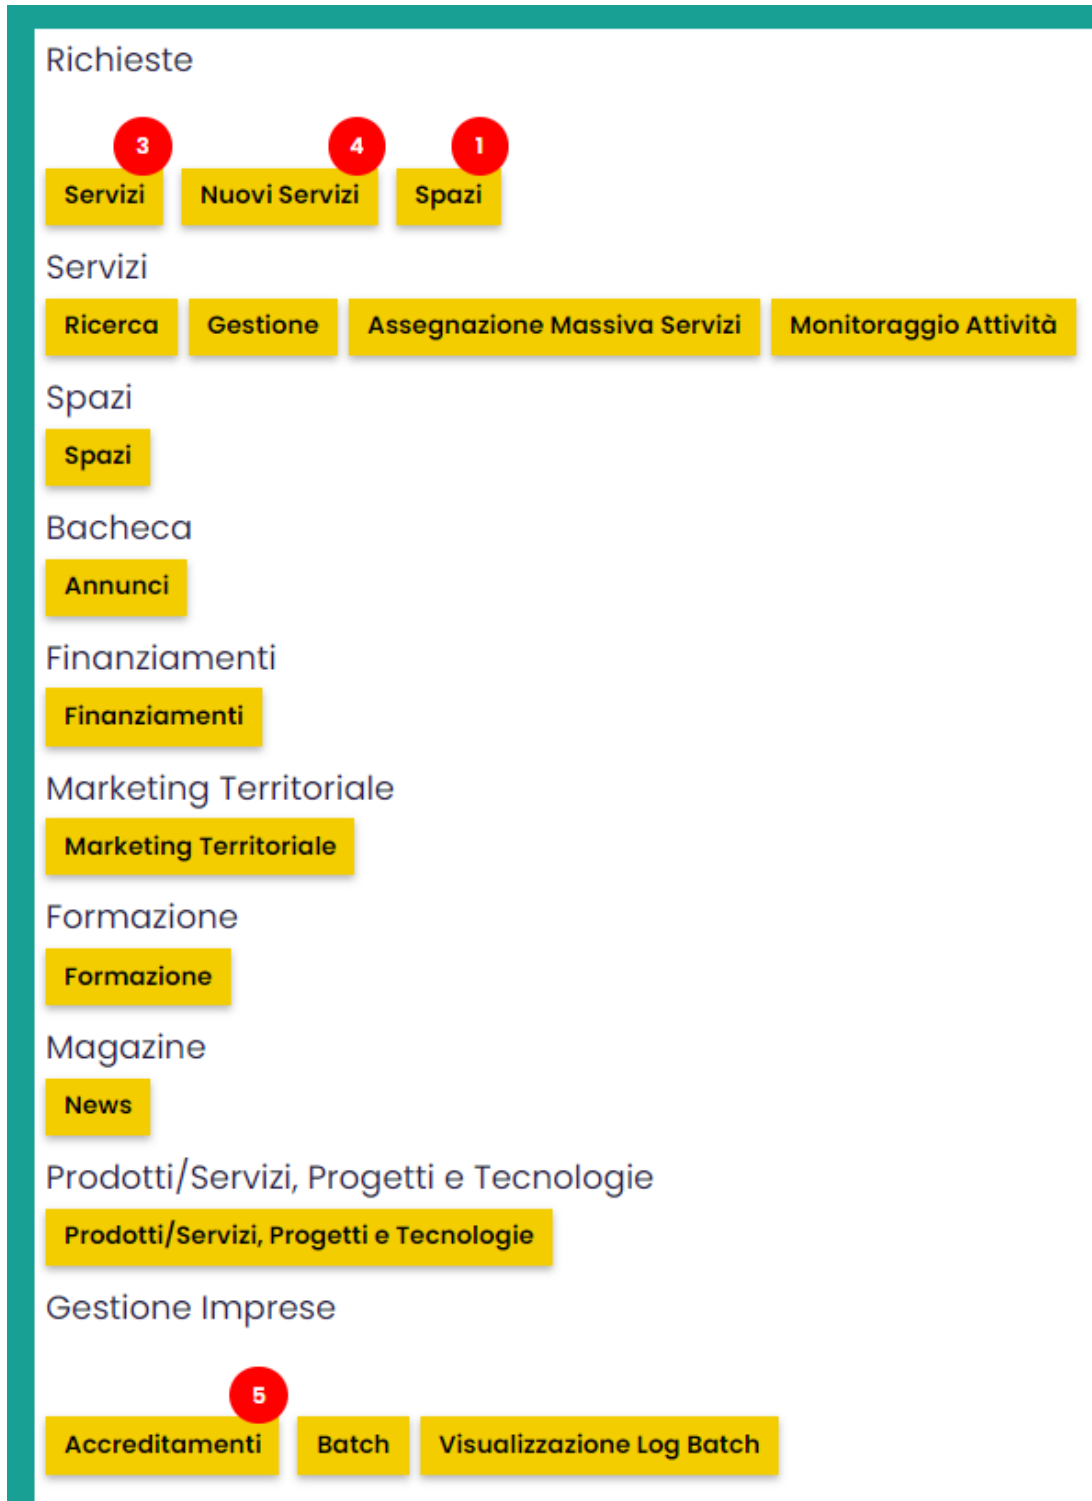 Richieste
3 4 1
Servizi Nuovi Servizi Spazi
Servizi
Ricerca Gestione Assegnazione Massiva Servizi Monitoraggio Attività
Spazi
Spazi
Bacheca
Annunci
Finanziamenti
Finanziamenti
Marketing Territoriale
Marketing Territoriale
Formazione
Formazione
Magazine
News
Prodotti/Servizi, Progetti e Tecnologie
Prodotti/Servizi, Progetti e Tecnologie
Gestione Imprese
5
Accreditamenti Batch Visualizzazione Log Batch